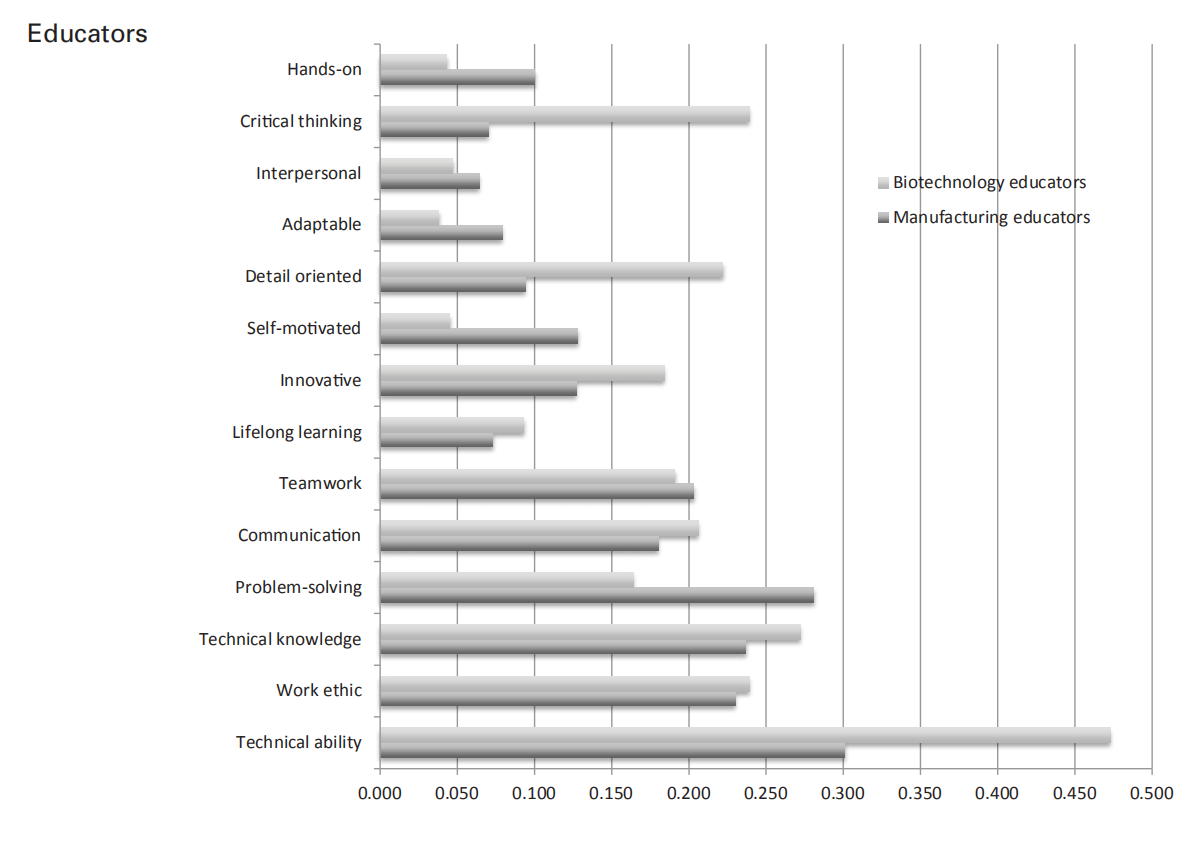 Educators
Hands-on
Critical thinking
Interpersonal
Biotechnology educators
Manufacturing educators
Adaptable
Detail oriented
Self-motivated
Innovative
Lifelong learning
Teamwork
Communication
Problem-solving
Technical knowledge
Work ethic
Technical ability
0.000 0.050 0.100 0.150 0.200 0.250 0.300 0.350 0.400 0.450 0.500